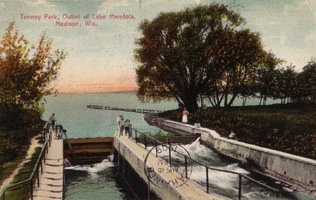 Tenney Park, Outlet of Lake Mendota,
Madison, Wis.